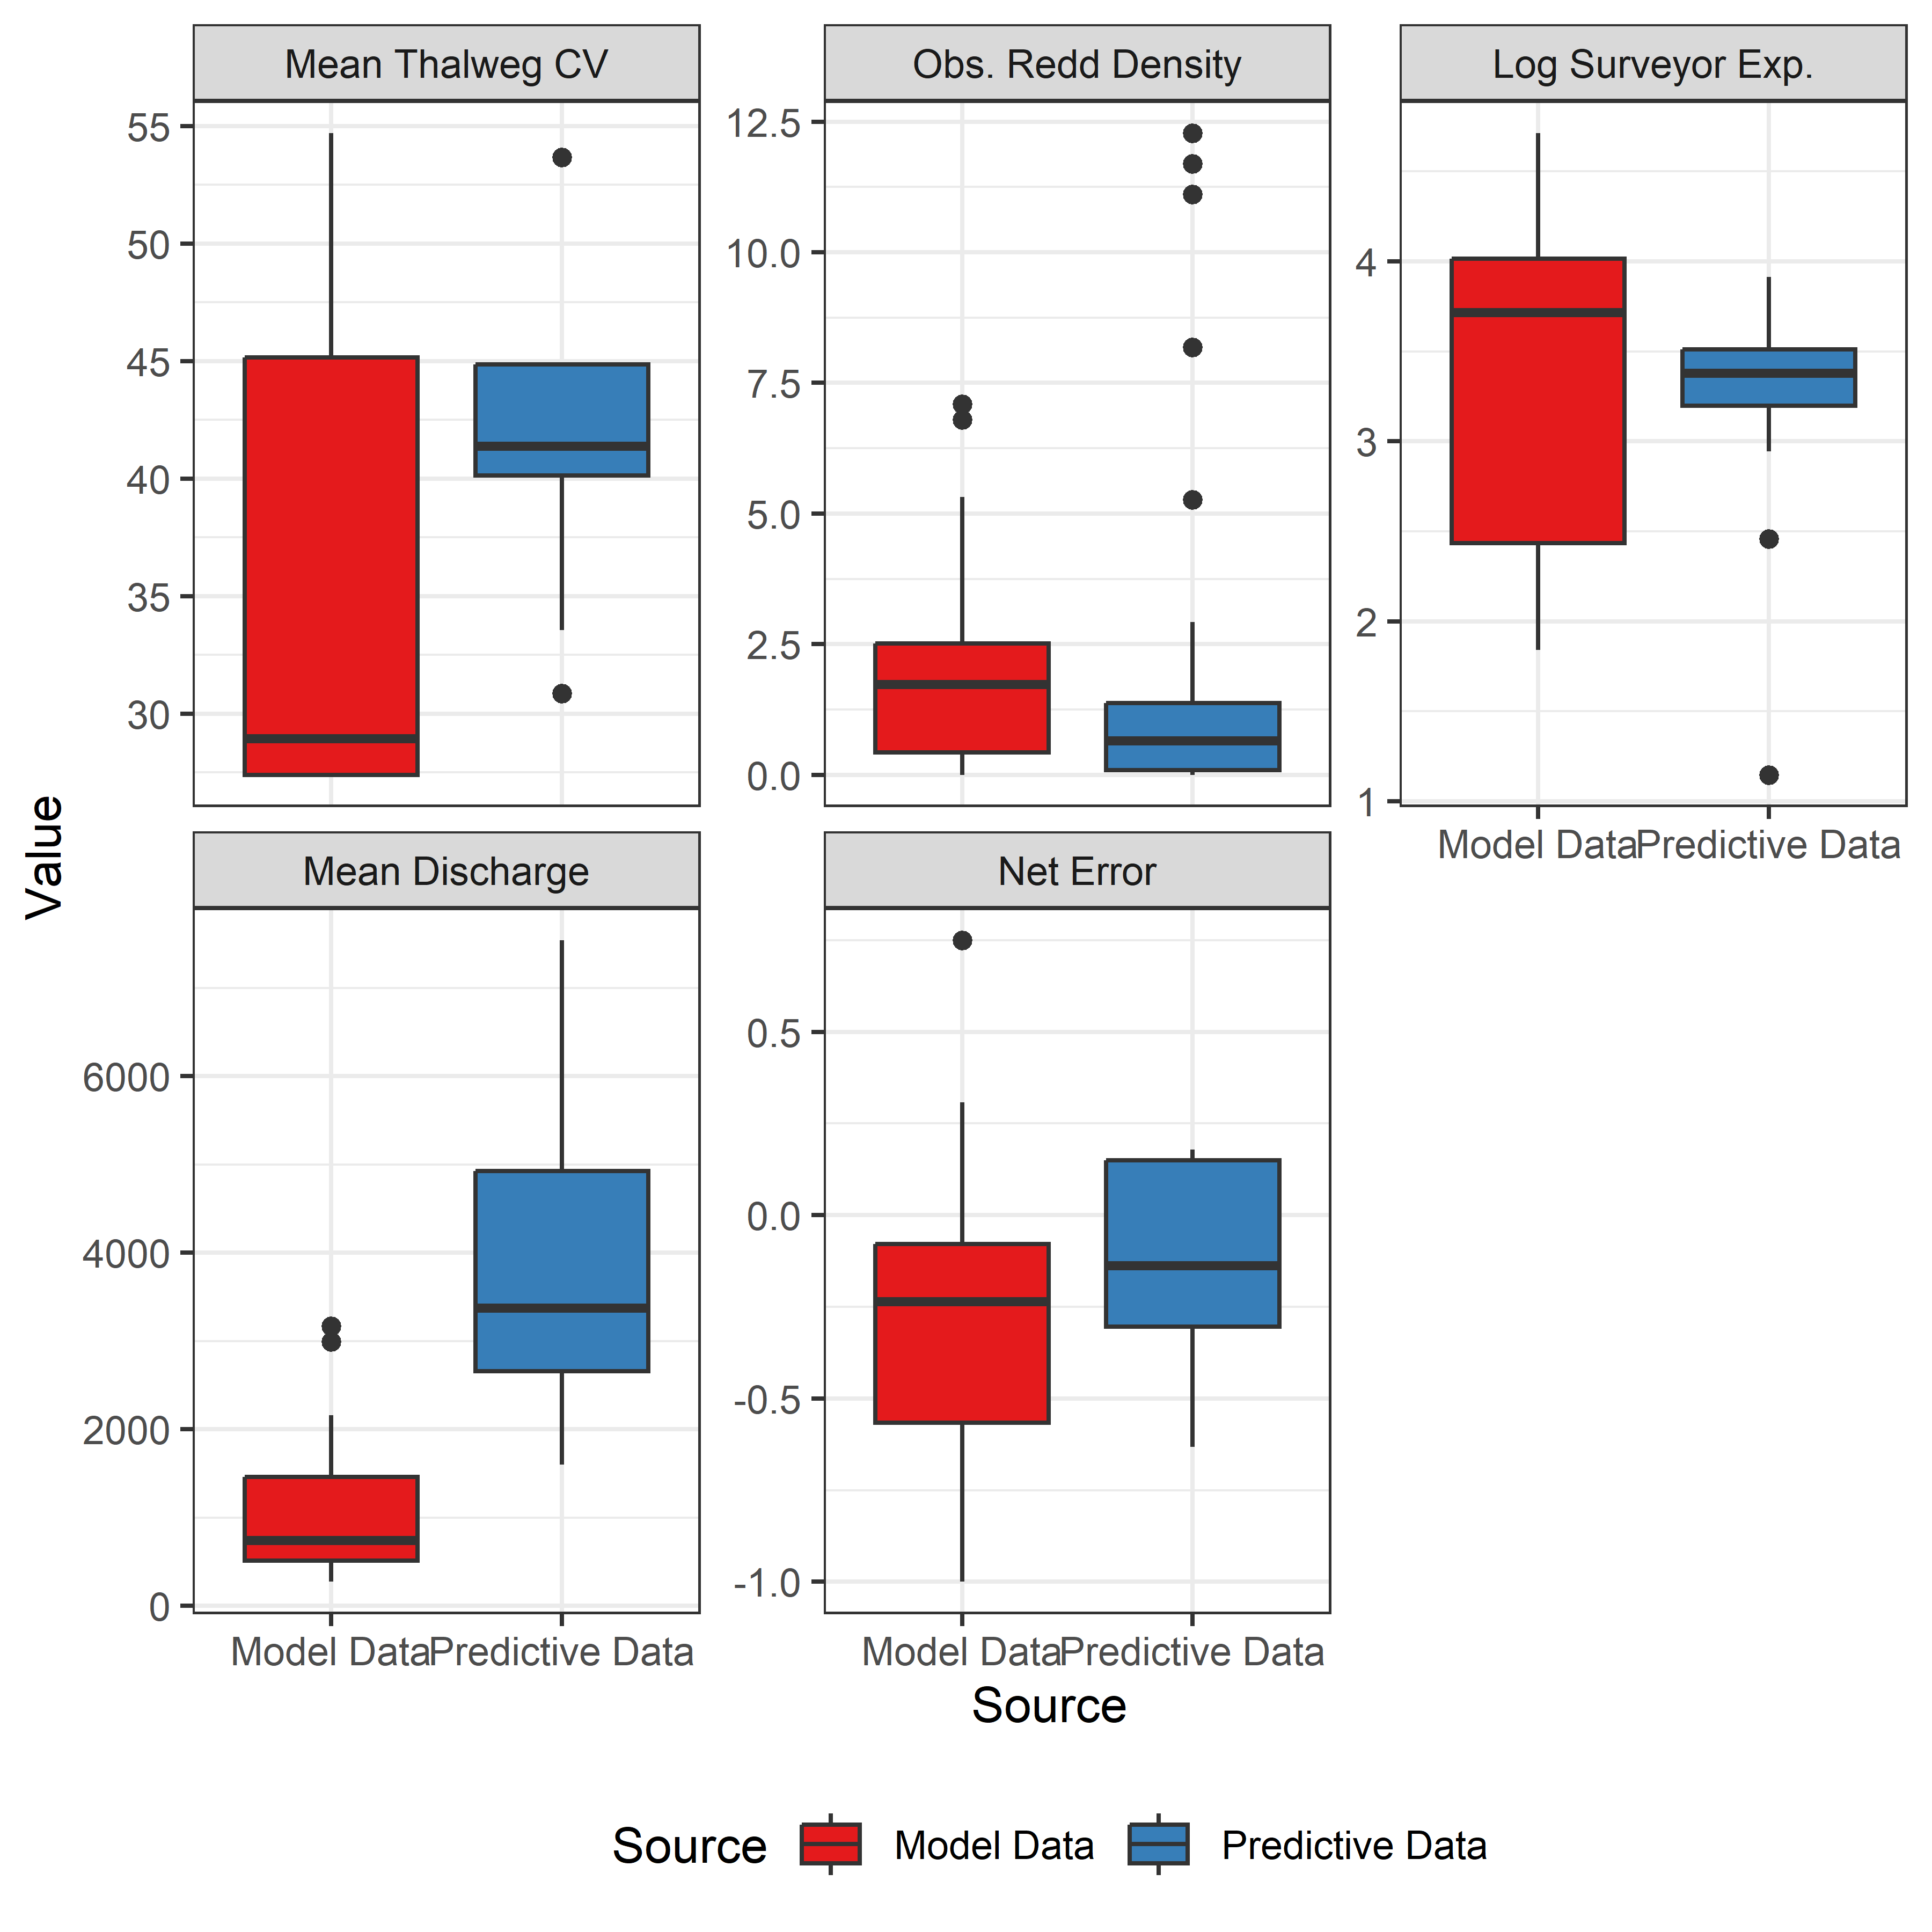 Mean Thalweg CV
Obs. Redd Density
Log Surveyor Exp.
55
50
45
40
35
30
12.5
10.0
7.5
5.0
2.5
0.0
4
3
2
1
Model Data
Predictive Data
Value
Mean Discharge
Net Error
6000
4000
2000
0
0.5
0.0
-0.5
-1.0
Model Data
Predictive Data
Model Data
Predictive Data
Source
Source
Model Data
Predictive Data